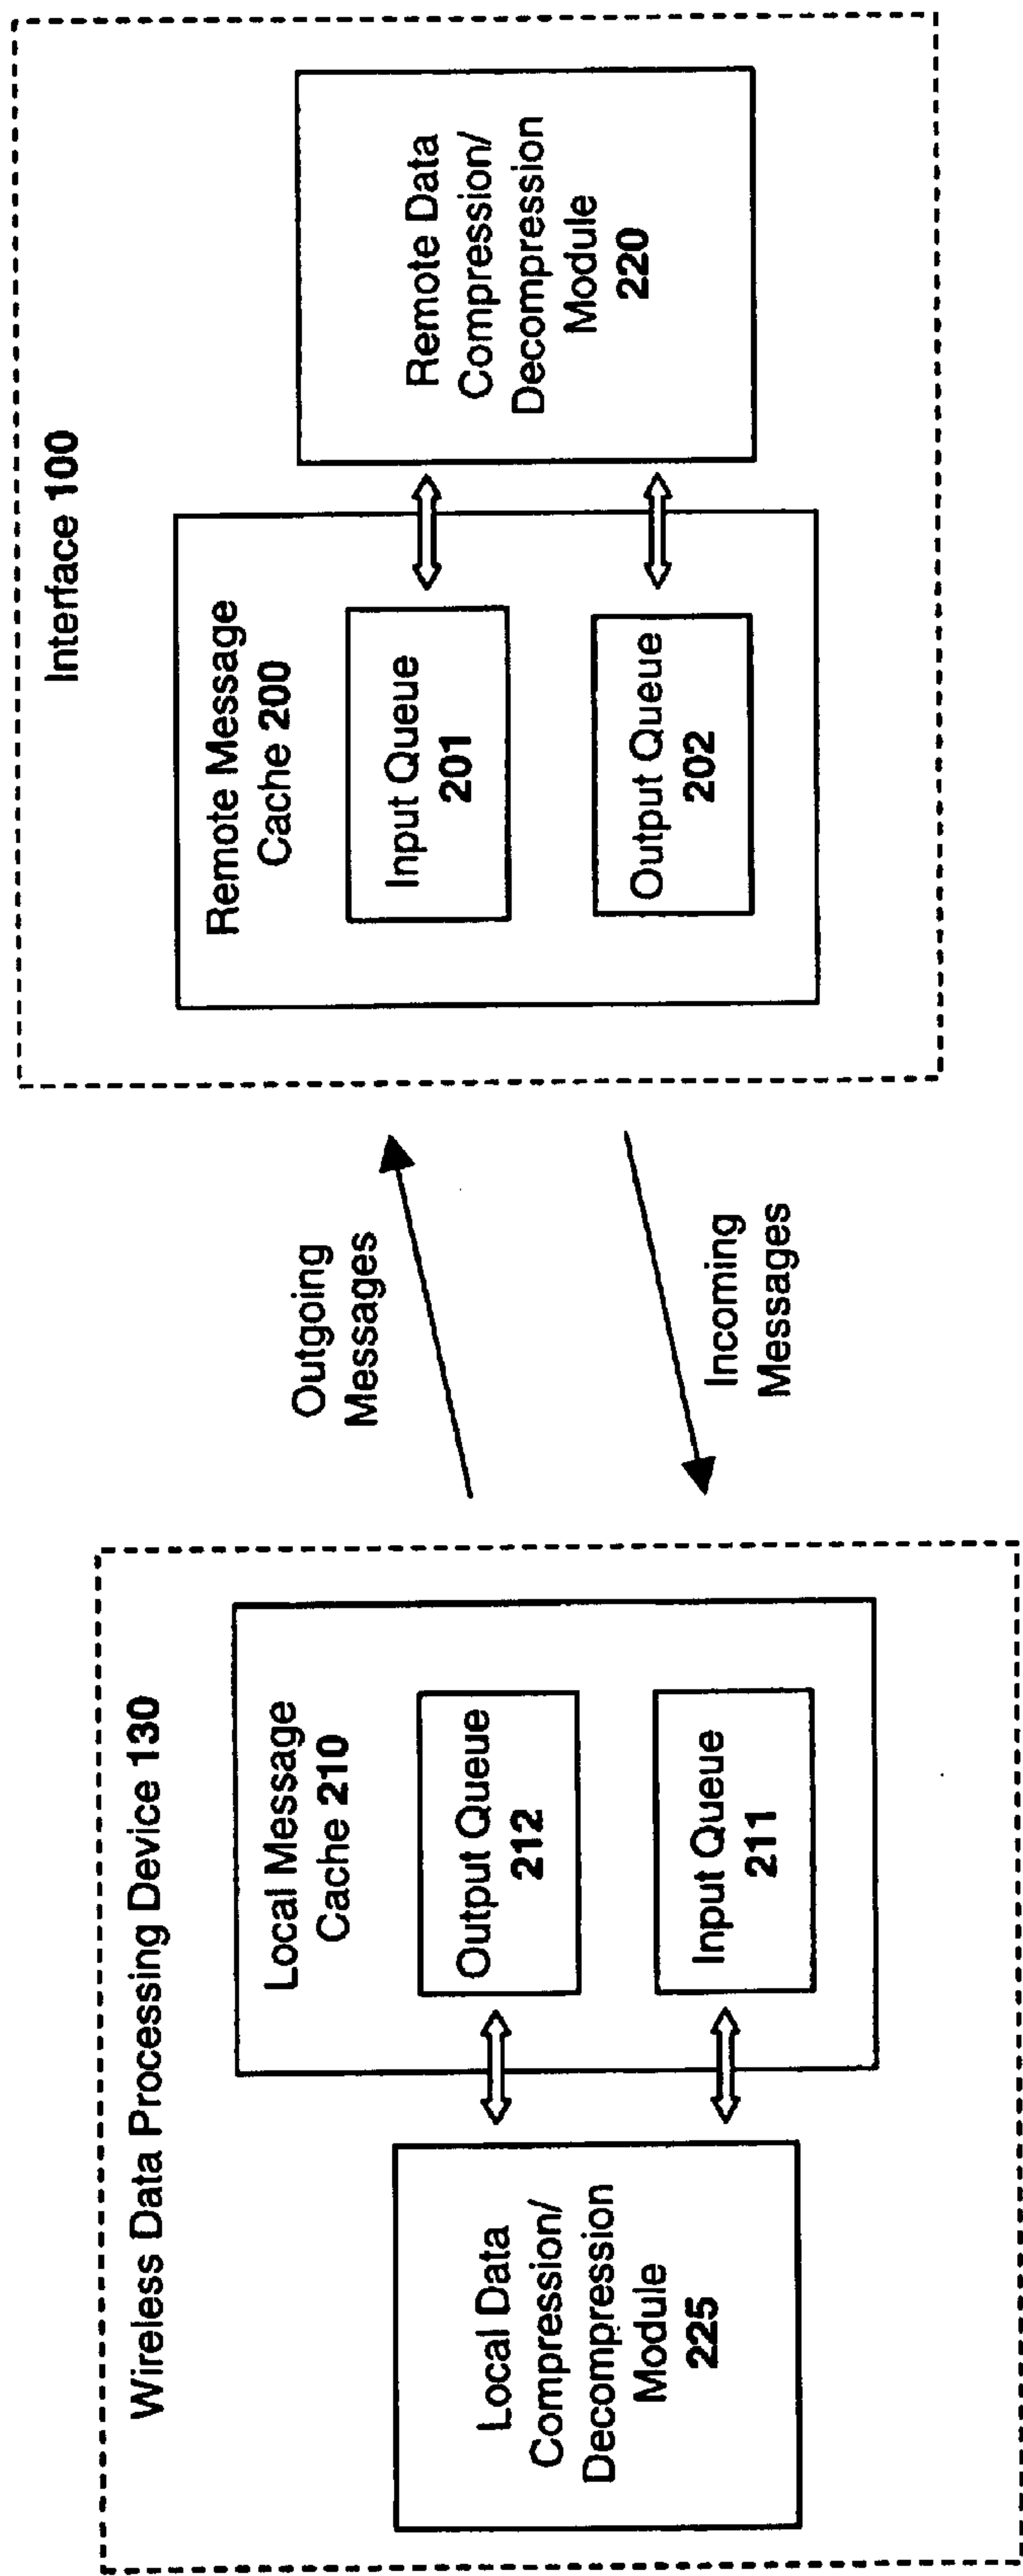 Wireless Data Processing Device 130
Local Data
Compression/
Decompression
Module
225
Local Message
Cache 210
Output Queue
212
Input Queue
211
Outgoing
Messages
Incoming
Messages
Interface 100
Remote Message
Cache 200
Input Queue
201
Output Queue
202
Remote Data
Compression/
Decompression
Module
220